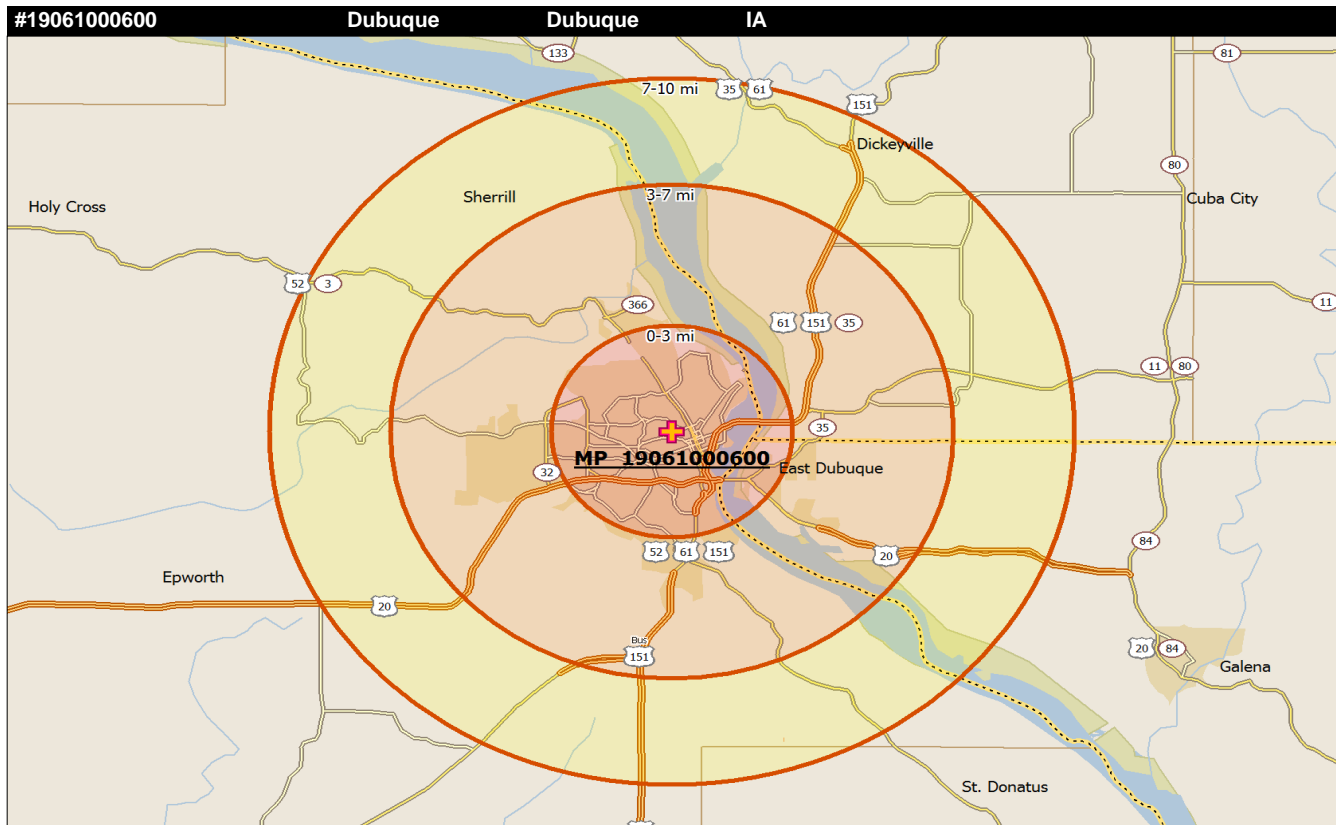 #19061000600 Dubuque Dubuque IA
133
81
7-10 mi
35 61
151
Dickeyville
80
Sherrill
3-7 mi
Cuba City
Holy Cross
52 3
366
11
61 151 35
0-3 mi
11 80
35
MP 19061000600
East Dubuque
32
84
52 61 151
20
Epworth
20
Bus
151
20 84
Galena
St. Donatus